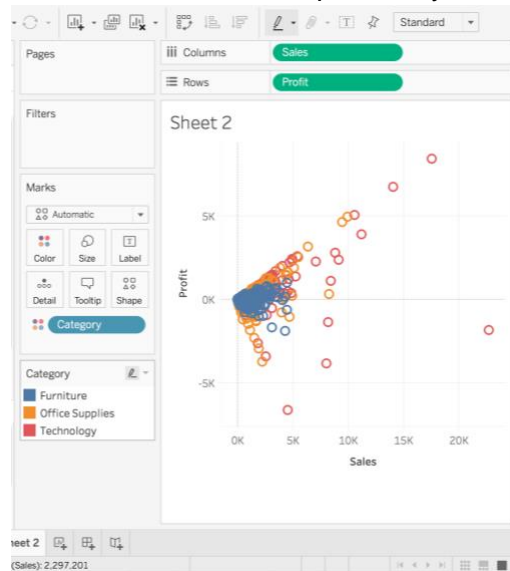 Standard
Pages
Columns
Sales
Rows
Profit
Filters
Sheet 2
Marks
Automatic
Color
Size
Label
Detail
Tooltip
Shape
Category
Category
Furniture
Office Supplies
Technology
Profit
5K
0K
-5K
0K
5K
10K
15K
20K
Sales
heet 2
(Sales): 2,297,201